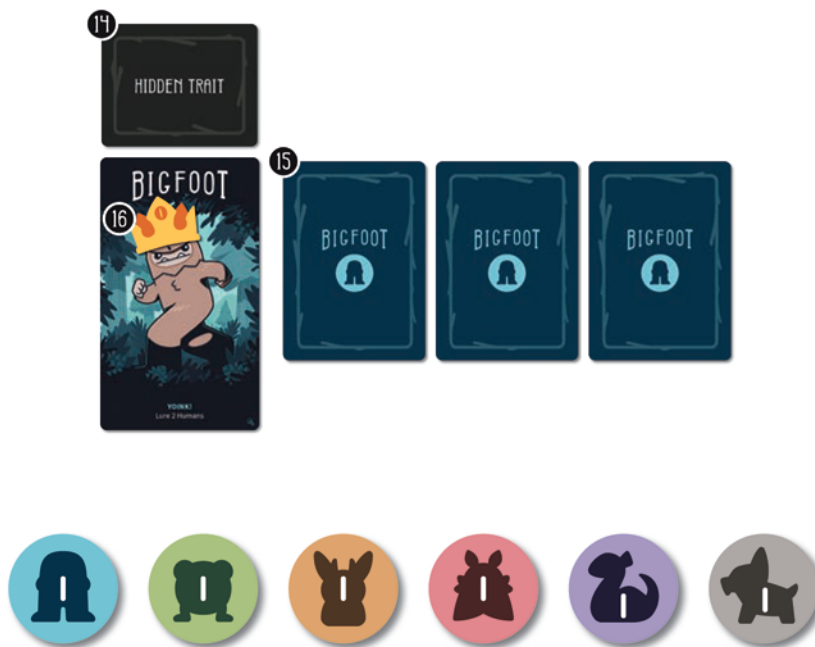 14
HIDDEN TRAIT
BIGFOOT
16
YOINK!
Lure 2 Humans
15
BIGFOOT
BIGFOOT
BIGFOOT